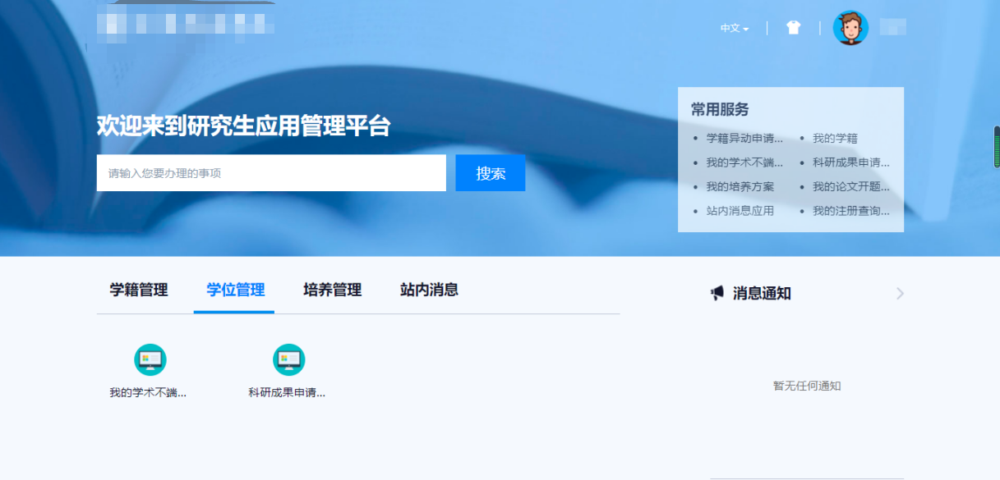 中文
欢迎来到研究生应用管理平台
请输入您要办理的事项
搜索
常用服务
学籍异动申请... 我的学籍
我的学术不端... 科研成果申请...
我的培养方案 我的论文开题...
站内消息应用 我的注册查询...
学籍管理 学位管理 培养管理 站内消息
我的学术不端... 科研成果申请...
消息通知
暂无任何通知